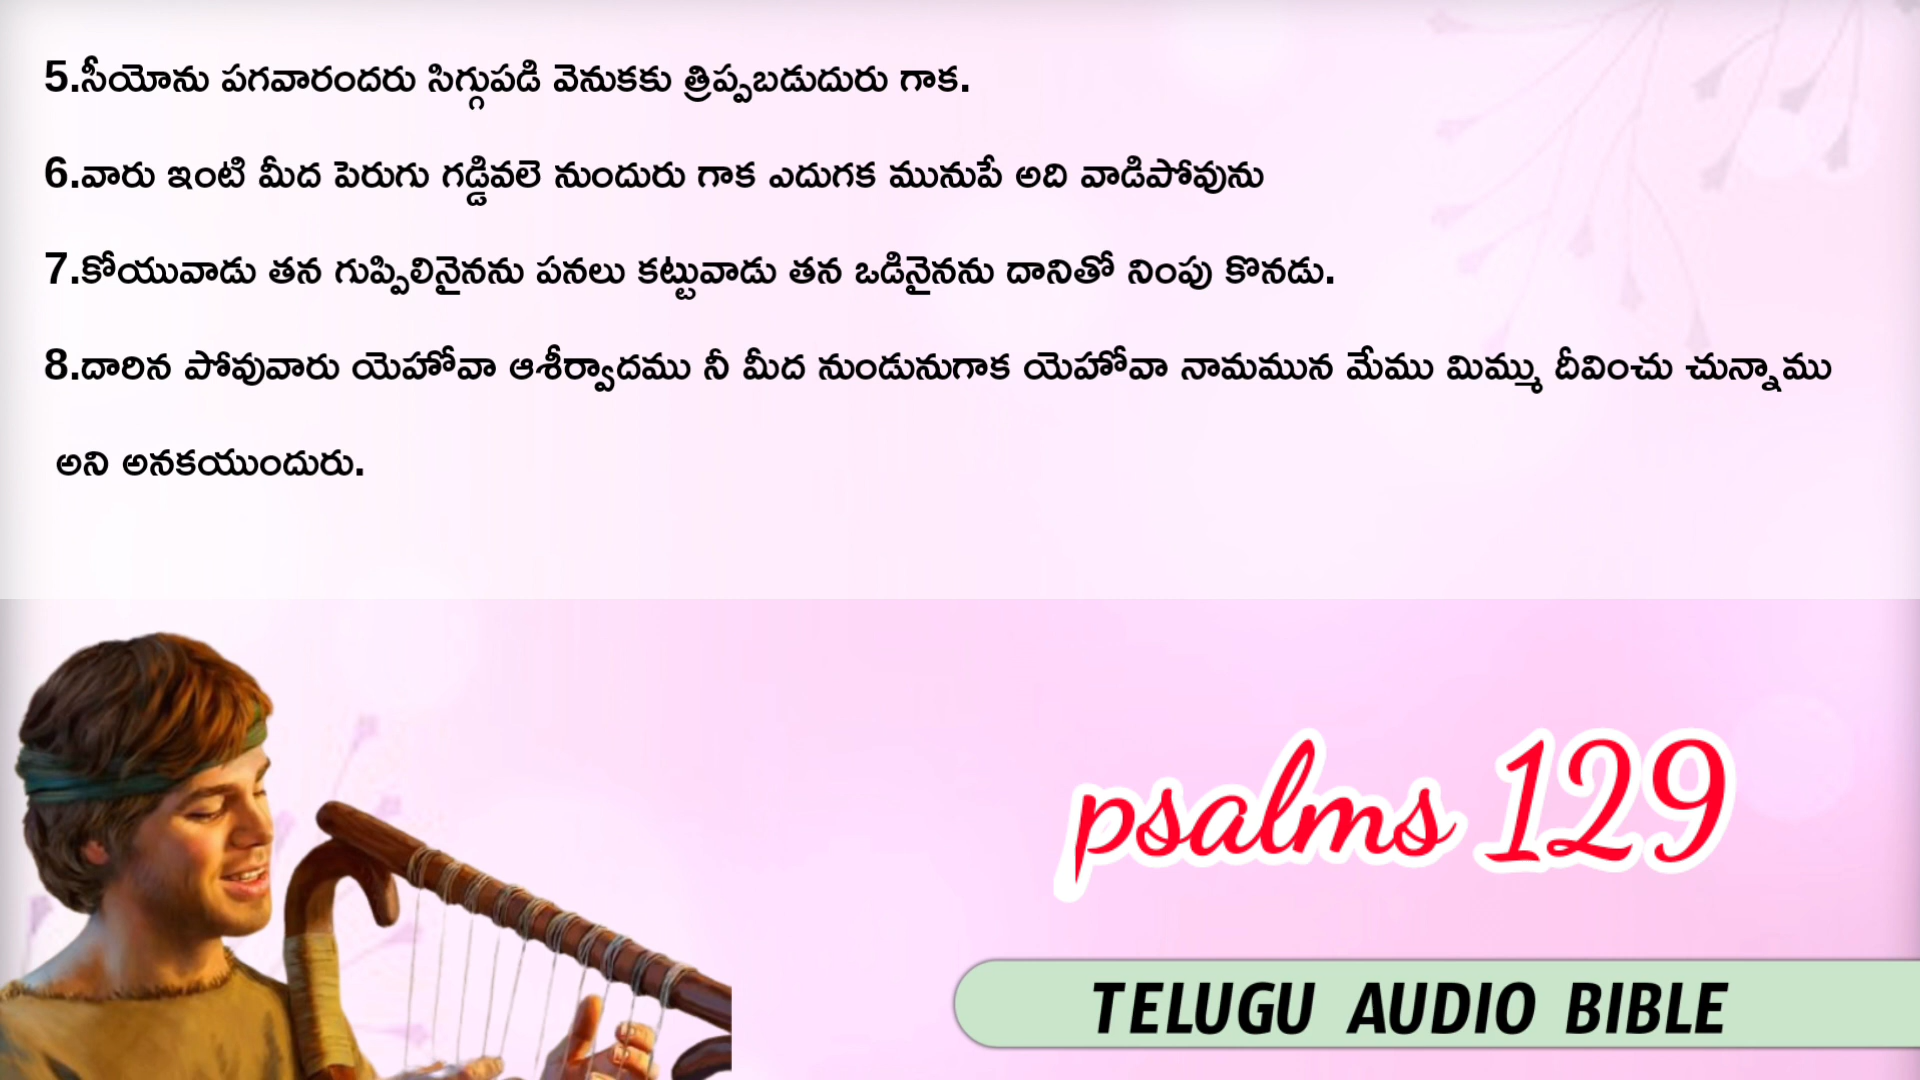 5.సీయోను పగవారందరు సిగ్గుపడి వెనుకకు త్రిప్పబడుదురు గాక.
6.వారు ఇంటి మీద పెరుగు గడ్డివలె నుందురు గాక ఎదుగక మునుపే అది వాడిపోవును
7.కోయువాడు తన గుప్పిలినైనను పనలు కట్టువాడు తన ఒడినైనను దానితో నింపు కొనడు.
8.దారిన పోవువారు యెహోవా ఆశీర్వాదము నీ మీద నుండునుగాక యెహోవా నామమున మేము మిమ్ము దీవించు చున్నాము
అని అనకయుందురు.
psalms 129
TELUGU AUDIO BIBLE